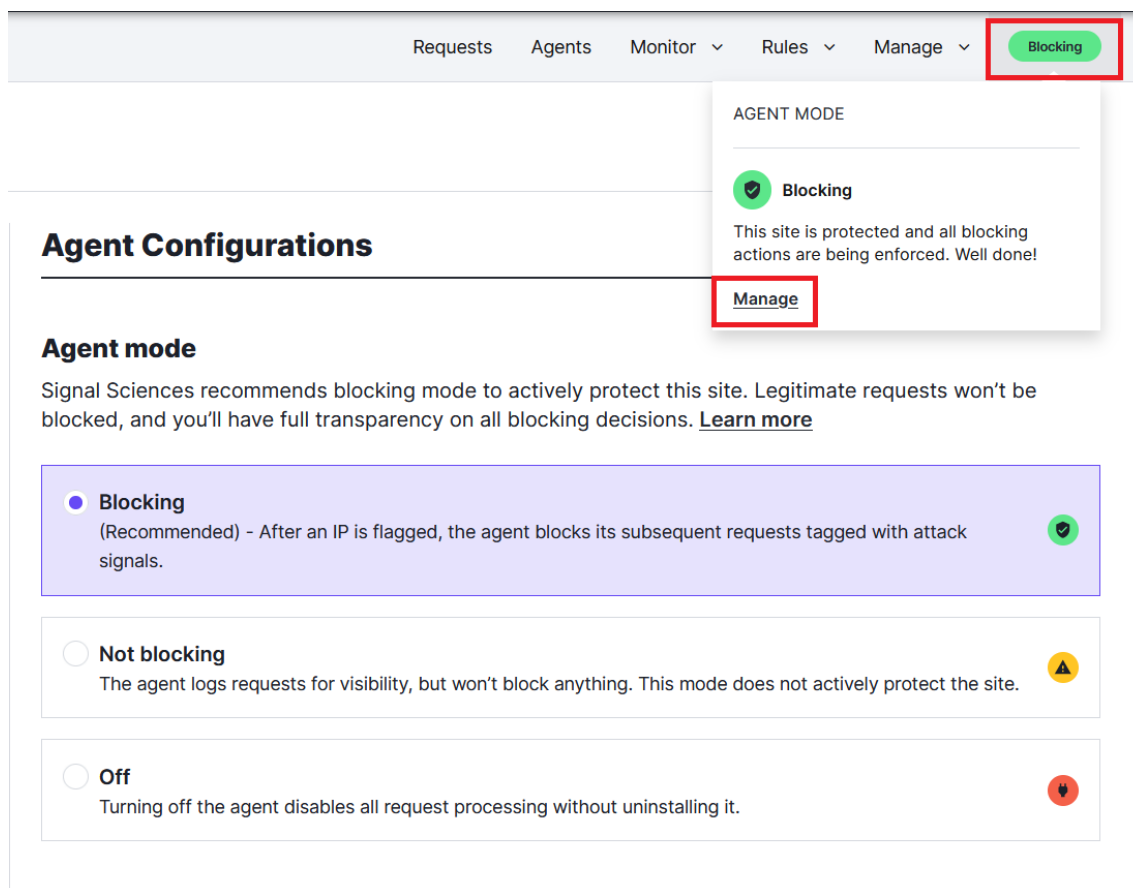 Requests Agents Monitor Rules Manage Blocking
AGENT MODE
Blocking
This site is protected and all blocking
actions are being enforced. Well done!
Manage
Agent Configurations
Agent mode
Signal Sciences recommends blocking mode to actively protect this site. Legitimate requests won’t be
blocked, and you’ll have full transparency on all blocking decisions. Learn more
Blocking
(Recommended) - After an IP is flagged, the agent blocks its subsequent requests tagged with attack
signals.
Not blocking
The agent logs requests for visibility, but won’t block anything. This mode does not actively protect the site.
Off
Turning off the agent disables all request processing without uninstalling it.